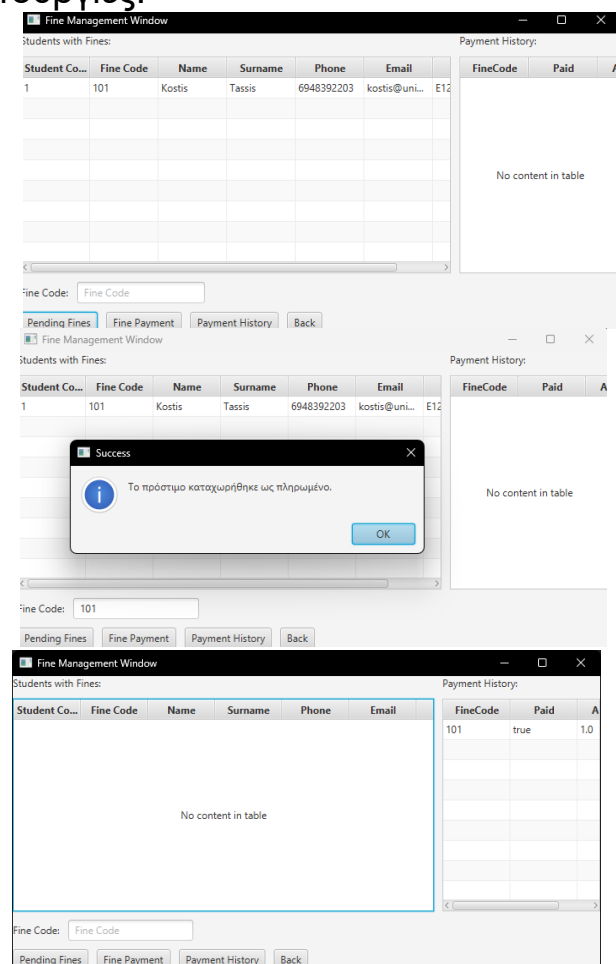 Fine Management Window
Students with Fines: Payment History:
Student Co... Fine Code Name Surname Phone Email FineCode Paid A
1 101 Kostis Tassis 6948392203 kostis@uni... E12
No content in table
Fine Code: Fine Code
Pending Fines Fine Payment Payment History Back
Fine Management Window
Students with Fines: Payment History:
Student Co... Fine Code Name Surname Phone Email FineCode Paid A
1 101 Kostis Tassis 6948392203 kostis@uni... E12
Success
Το πρόστιμο καταχωρήθηκε ως πληρωμένο.
No content in table
OK
Fine Code: 101
Pending Fines Fine Payment Payment History Back
Fine Management Window
Students with Fines: Payment History:
Student Co... Fine Code Name Surname Phone Email FineCode Paid A
101 true 1.0
No content in table
Fine Code: Fine Code
Pending Fines Fine Payment Payment History Back